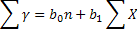 ∑γ = b₀n + b₁∑X